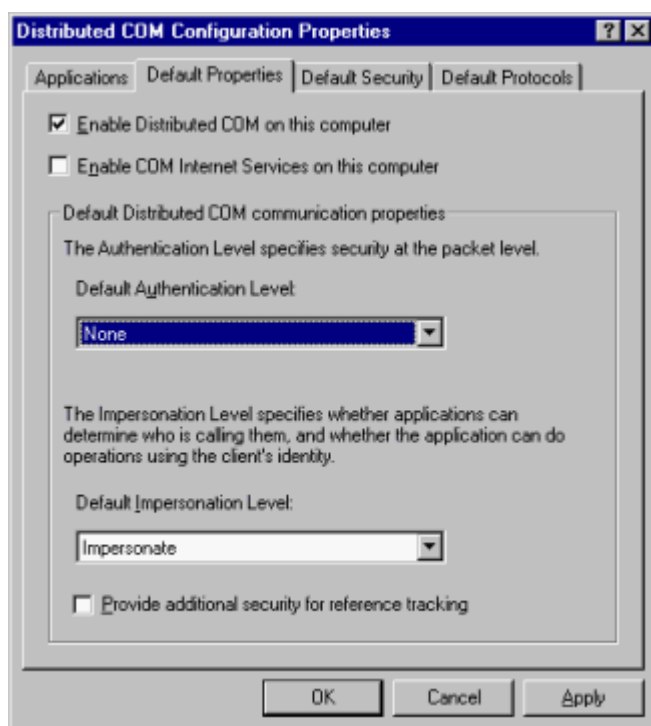 Distributed COM Configuration Properties
Applications Default Properties Default Security Default Protocols
Enable Distributed COM on this computer
Enable COM Internet Services on this computer
Default Distributed COM communication properties
The Authentication Level specifies security at the packet level.
Default Authentication Level:
None
The Impersonation Level specifies whether applications can
determine who is calling them, and whether the application can do
operations using the client's identity.
Default Impersonation Level:
Impersonate
Provide additional security for reference tracking
OK Cancel Apply